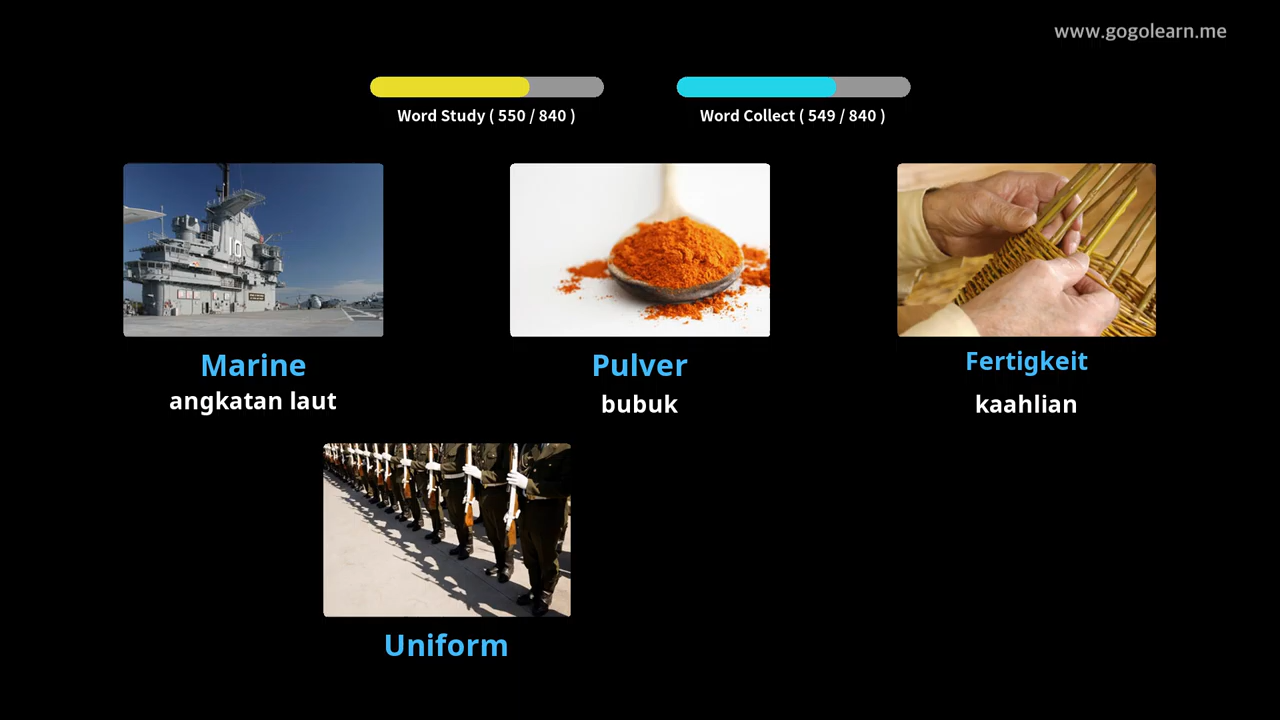 www.gogolearn.me
Word Study ( 550 / 840 )
Word Collect ( 549 / 840 )
Marine
angkatan laut
Pulver
bubuk
Fertigkeit
kaahlian
Uniform